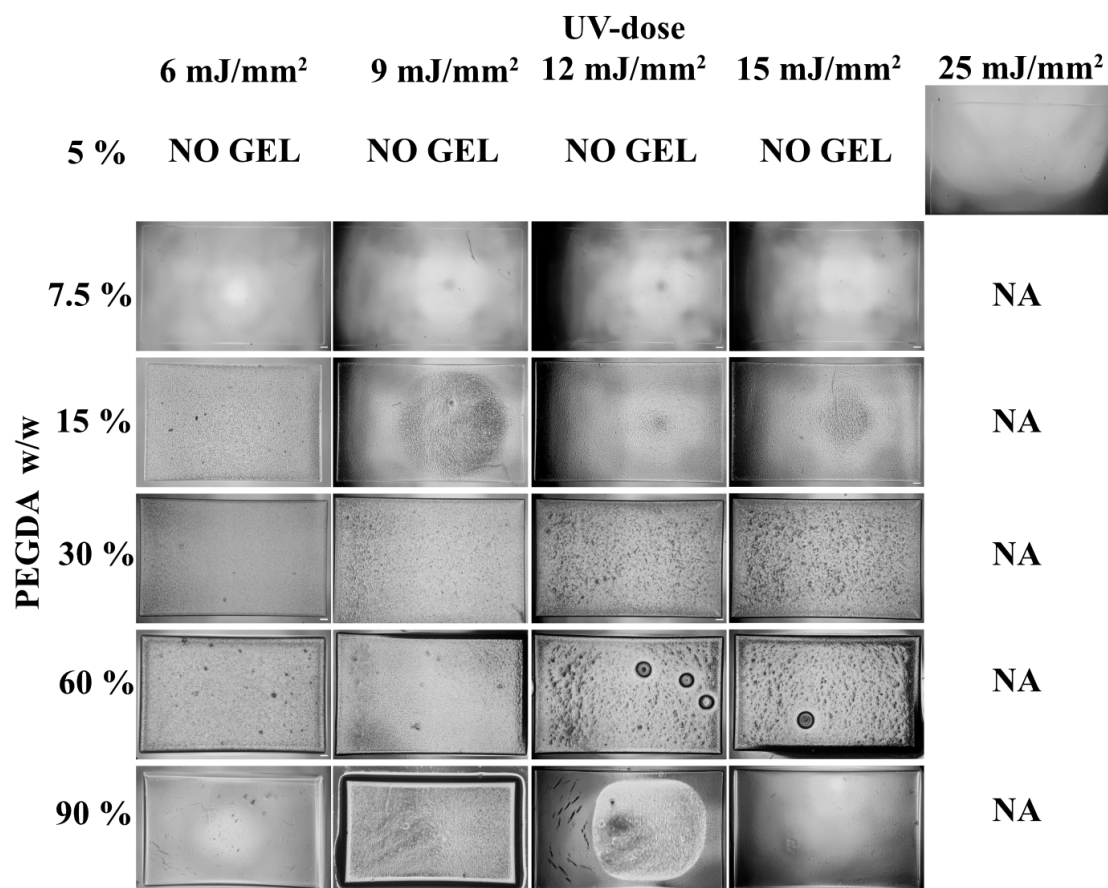 UV-dose
6 mJ/mm² 9 mJ/mm² 12 mJ/mm² 15 mJ/mm² 25 mJ/mm²
5 % NO GEL NO GEL NO GEL NO GEL
7.5 % NA
15 % NA
30 % NA
60 % NA
90 % NA
PEGDA w/w